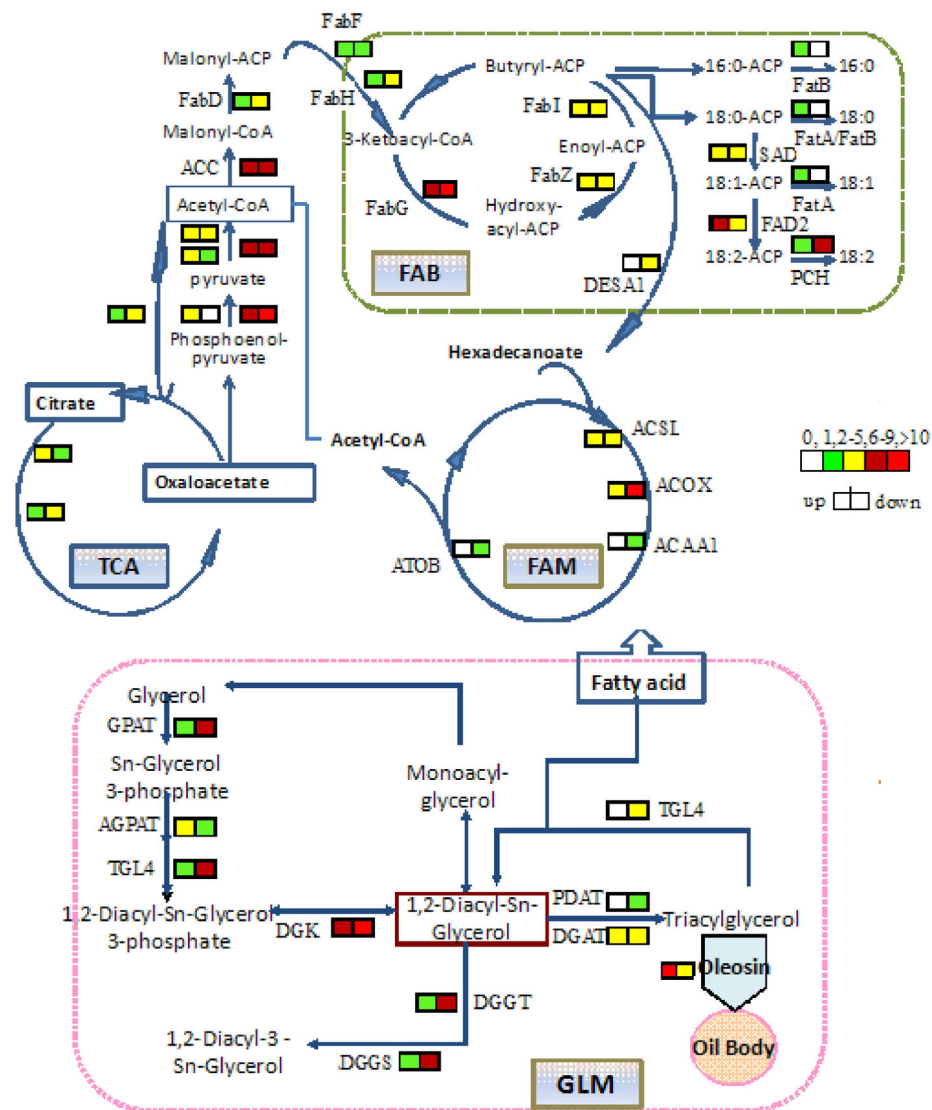 FabF
Malonyl-ACP
FabD
FabH
Malonyl-CoA
ACC
Acetyl-CoA
pyruvate
Phosphoenol-
pyruvate
Citrate
Oxaloacetate
TCA
Butyryl-ACP
FabI
3-Ketoacyl-CoA
Enoyl-ACP
FabZ
FabG
Hydroxy-
acyl-ACP
FAB
DESA1
16:0-ACP
16:0
FatB
18:0-ACP
18:0
FatA/FatB
SAD
18:1-ACP
18:1
FatA
FAD2
18:2-ACP
18:2
PCH
Hexadecanoate
Acetyl-CoA
ACSL
ACOX
ACAA1
ATOB
FAM
0, 1,2-5,6-9,>10
up down
Fatty acid
Glycerol
GPAT
Sn-Glycerol
3-phosphate
AGPAT
TGL4
1,2-Diacyl-Sn-Glycerol
3-phosphate
DGK
Monoacyl-
glycerol
TGL4
1,2-Diacyl-Sn-
Glycerol
PDAT
DGAT
Triacylglycerol
Oleosin
Oil Body
DGGT
1,2-Diacyl-3 -
Sn-Glycerol
DGGS
GLM